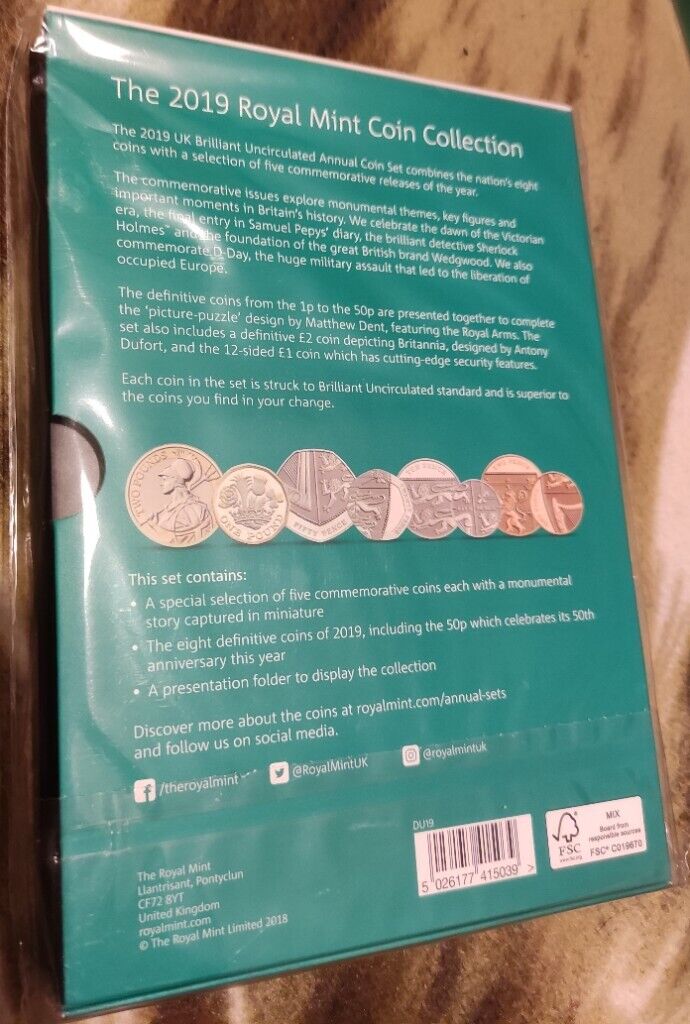 The 2019 Royal Mint Coin Collection
The 2019 UK Brilliant Uncirculated Annual Coin Set combines the nation's eight
coins with a selection of five commemorative releases of the year.
The commemorative issues explore monumental themes, key figures and
important moments in Britain's history. We celebrate the dawn of the Victorian
era, the final entry in Samuel Pepys' diary, the brilliant detective Sherlock
Holmes™ and the foundation of the great British brand Wedgwood. We also
commemorate D-Day, the huge military assault that led to the liberation of
occupied Europe.
The definitive coins from the 1p to the 50p are presented together to complete
the 'picture-puzzle' design by Matthew Dent, featuring the Royal Arms. The
set also includes a definitive £2 coin depicting Britannia, designed by Antony
Dufort, and the 12-sided £1 coin which has cutting-edge security features.
Each coin in the set is struck to Brilliant Uncirculated standard and is superior to
the coins you find in your change.
TWO POUNDS
ONE POUND
FIFTY PENCE
This set contains:
• A special selection of five commemorative coins each with a monumental
story captured in miniature
• The eight definitive coins of 2019, including the 50p which celebrates its 50th
anniversary this year
• A presentation folder to display the collection
Discover more about the coins at royalmint.com/annual-sets
and follow us on social media.
f /theroyalmint @RoyalMintUK @royalmintuk
The Royal Mint
Llantrisant, Pontyclun
CF72 8YT
United Kingdom
royalmint.com
© The Royal Mint Limited 2018
DU19
5 026177 415039 >
FSC
www.fsc.org
MIX
Board from
responsible sources
FSC® C019670